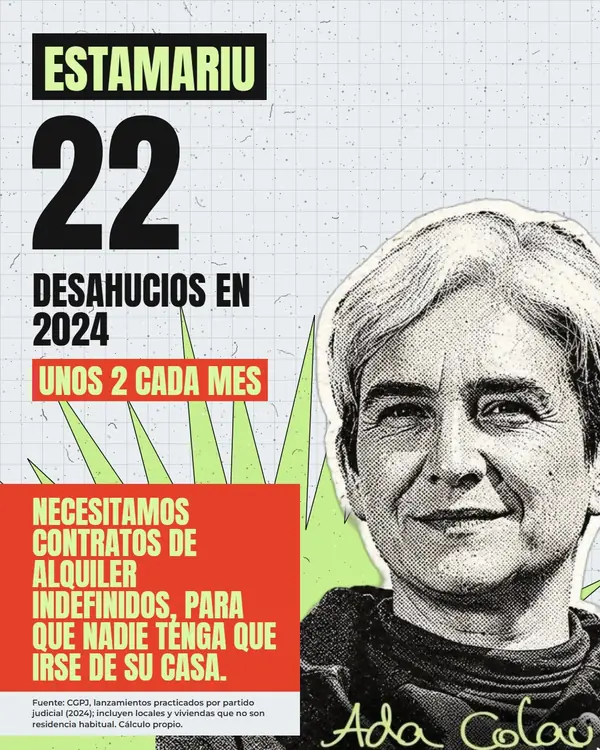 ESTAMARIU
22
DESAHUCIOS EN
2024
UNOS 2 CADA MES
NECESITAMOS
CONTRATOS DE
ALQUILER
INDEFINIDOS, PARA
QUE NADIE TENGA QUE
IRSE DE SU CASA.
Fuente: CGPJ, lanzamientos practicados por partido
judicial (2024); incluyen locales y viviendas que no son
residencia habitual. Cálculo propio.
Ada Colau